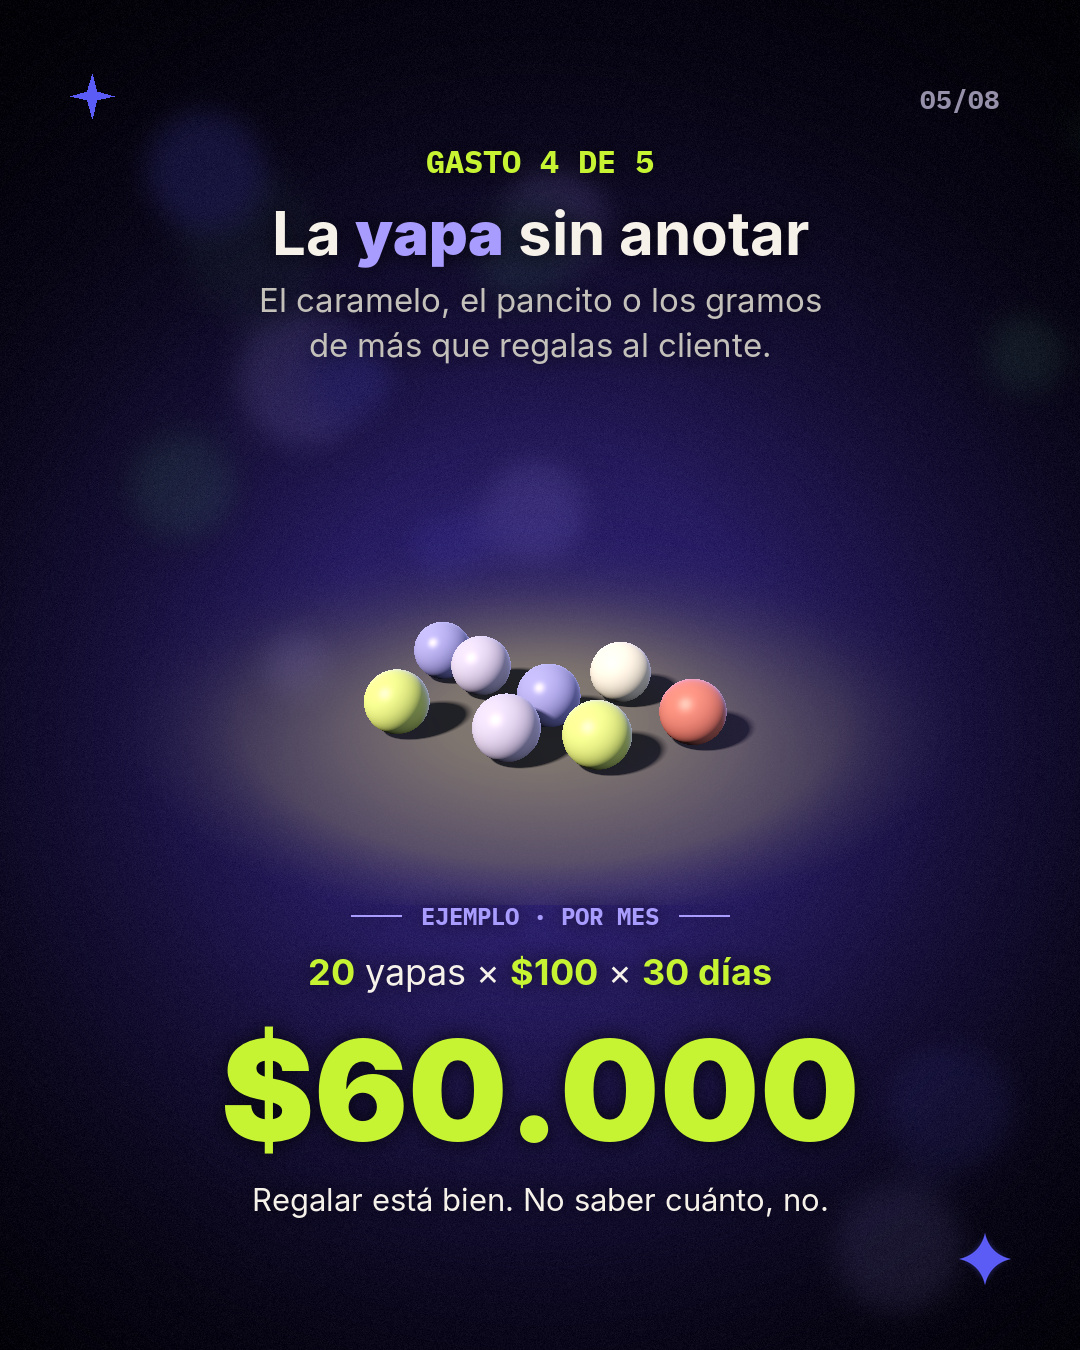 05/08
GASTO 4 DE 5
La yapa sin anotar
El caramelo, el pancito o los gramos
de más que regalas al cliente.
EJEMPLO · POR MES
20 yapas × $100 × 30 días
$60.000
Regalar está bien. No saber cuánto, no.